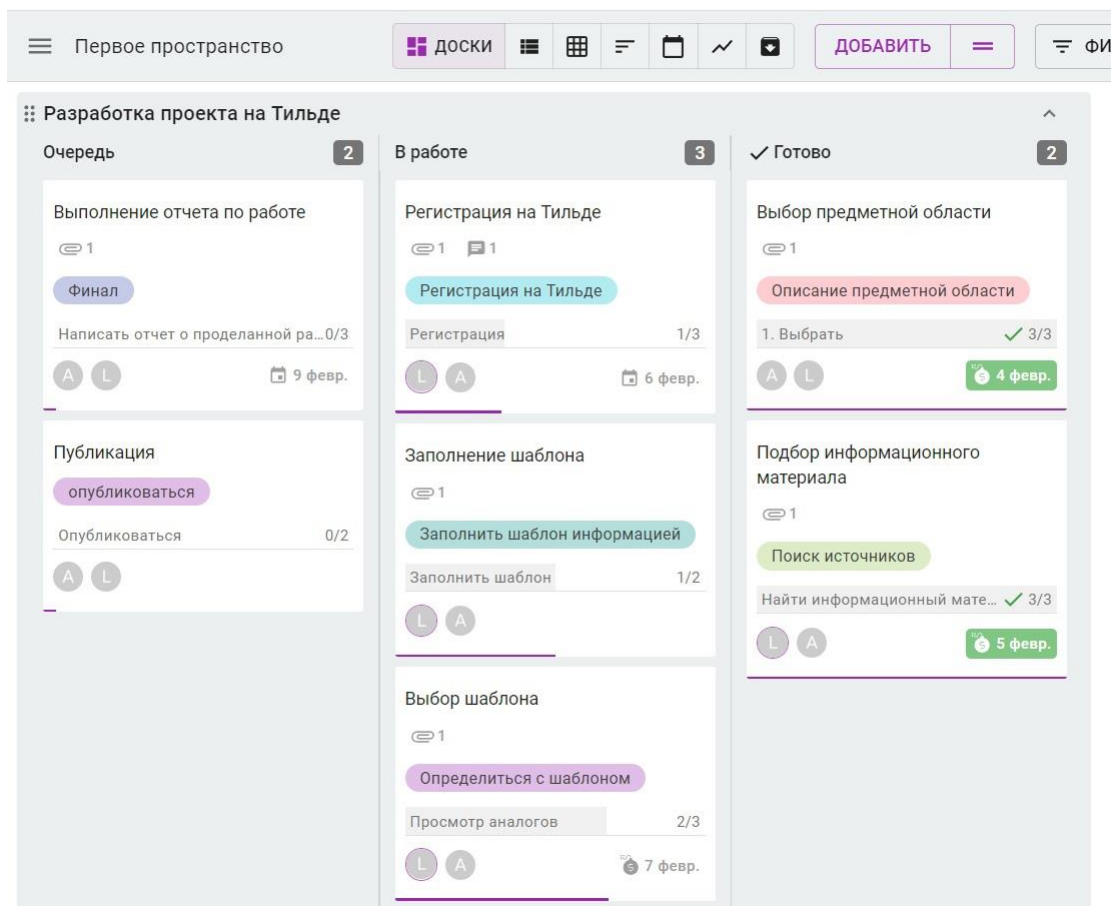 Первое пространство
ДОСКИ
ДОБАВИТЬ
ФИ
Разработка проекта на Тильде
Очередь 2
Выполнение отчета по работе
1
Финал
Написать отчет о проделанной ра...0/3
A L 9 февр.
Публикация
опубликоваться
Опубликоваться 0/2
A L
В работе 3
Регистрация на Тильде
1 1
Регистрация на Тильде
Регистрация 1/3
L A 6 февр.
Заполнение шаблона
1
Заполнить шаблон информацией
Заполнить шаблон 1/2
L A
Выбор шаблона
1
Определиться с шаблоном
Просмотр аналогов 2/3
L A 7 февр.
Готово 2
Выбор предметной области
1
Описание предметной области
1. Выбрать 3/3
A L 4 февр.
Подбор информационного
материала
1
Поиск источников
Найти информационный мате... 3/3
L A 5 февр.